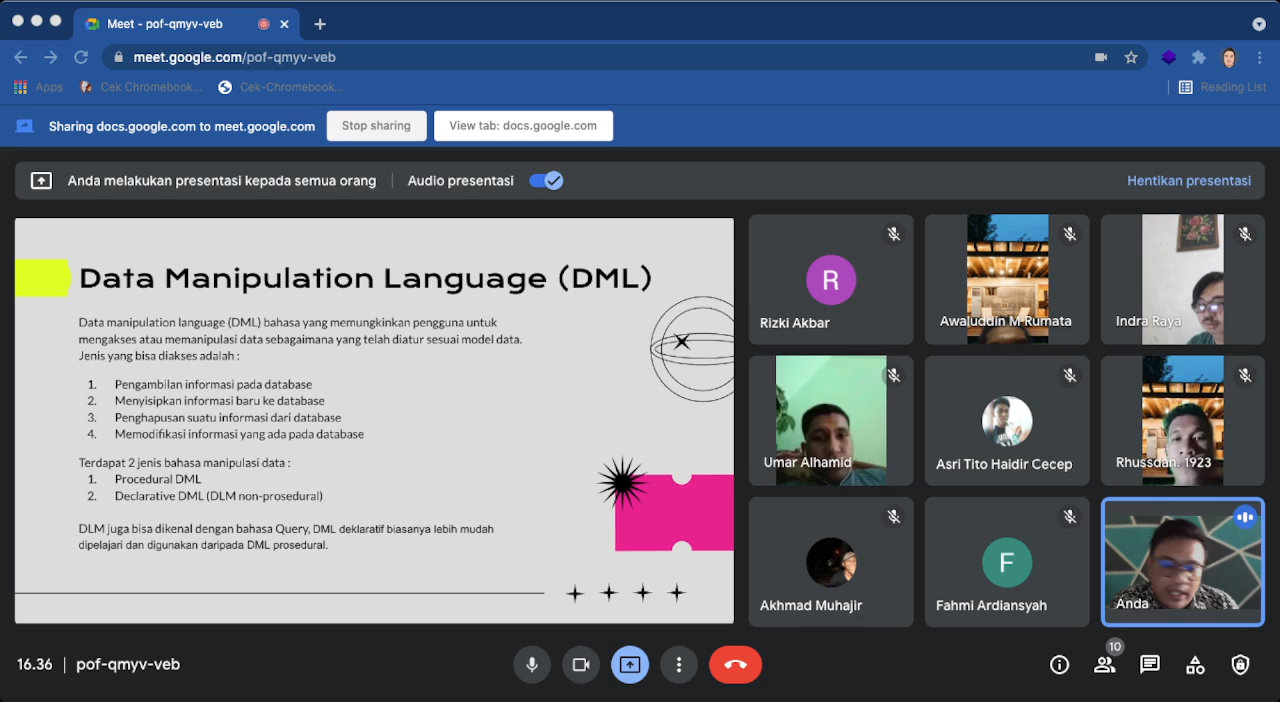 Meet - pof-qmyv-veb
meet.google.com/pof-qmyv-veb
Apps
Cek Chromebook...
Cek-Chromebook...
Reading List
Sharing docs.google.com to meet.google.com
Stop sharing
View tab: docs.google.com
Anda melakukan presentasi kepada semua orang
Audio presentasi
Hentikan presentasi
Data Manipulation Language (DML)
Data manipulation language (DML) bahasa yang memungkinkan pengguna untuk
mengakses atau memanipulasi data sebagaimana yang telah diatur sesuai model data.
Jenis yang bisa diakses adalah :
1. Pengambilan informasi pada database
2. Menyisipkan informasi baru ke database
3. Penghapusan suatu informasi dari database
4. Memodifikasi informasi yang ada pada database
Terdapat 2 jenis bahasa manipulasi data :
1. Procedural DML
2. Declarative DML (DLM non-prosedural)
DLM juga bisa dikenal dengan bahasa Query, DML deklaratif biasanya lebih mudah
dipelajari dan digunakan daripada DML prosedural.
R
Rizki Akbar
Awaluddin M Rumata
Indra Raya
Umar Alhamid
Asri Tito Haidir Cecep
Rhussdan. 1923
Akhmad Muhajir
F
Fahmi Ardiansyah
Anda
16.36 | pof-qmyv-veb
10